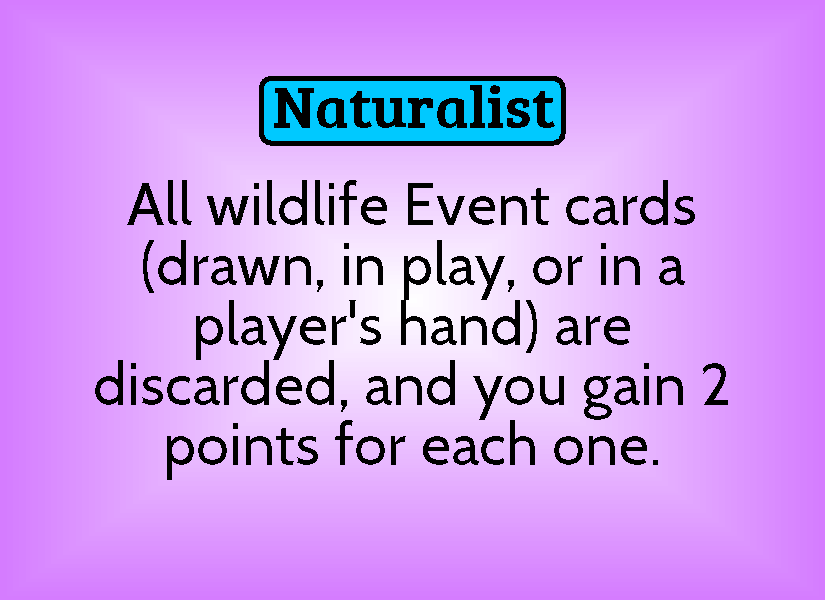 Naturalist
All wildlife Event cards
(drawn, in play, or in a
player's hand) are
discarded, and you gain 2
points for each one.